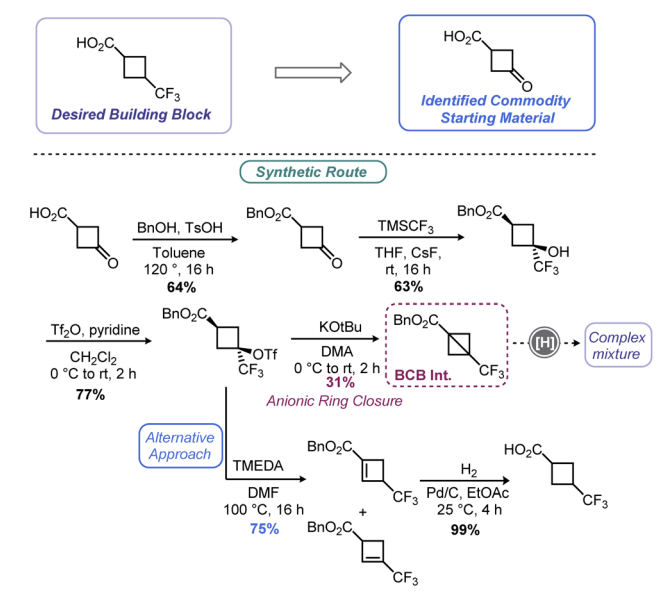 HO₂C
CF₃
Desired Building Block
HO₂C
O
Identified Commodity
Starting Material
Synthetic Route
HO₂C
O
BnOH, TsOH
Toluene
120 °, 16 h
64%
BnO₂C
O
TMSCF₃
THF, CsF,
rt, 16 h
63%
BnO₂C
OH
CF₃
Tf₂O, pyridine
CH₂Cl₂
0 °C to rt, 2 h
77%
BnO₂C
OTf
CF₃
KOtBu
DMA
0 °C to rt, 2 h
31%
Anionic Ring Closure
BnO₂C
CF₃
BCB Int.
[H]
Complex
mixture
Alternative
Approach
TMEDA
DMF
100 °C, 16 h
75%
BnO₂C
CF₃
+
BnO₂C
CF₃
H₂
Pd/C, EtOAc
25 °C, 4 h
99%
HO₂C
CF₃